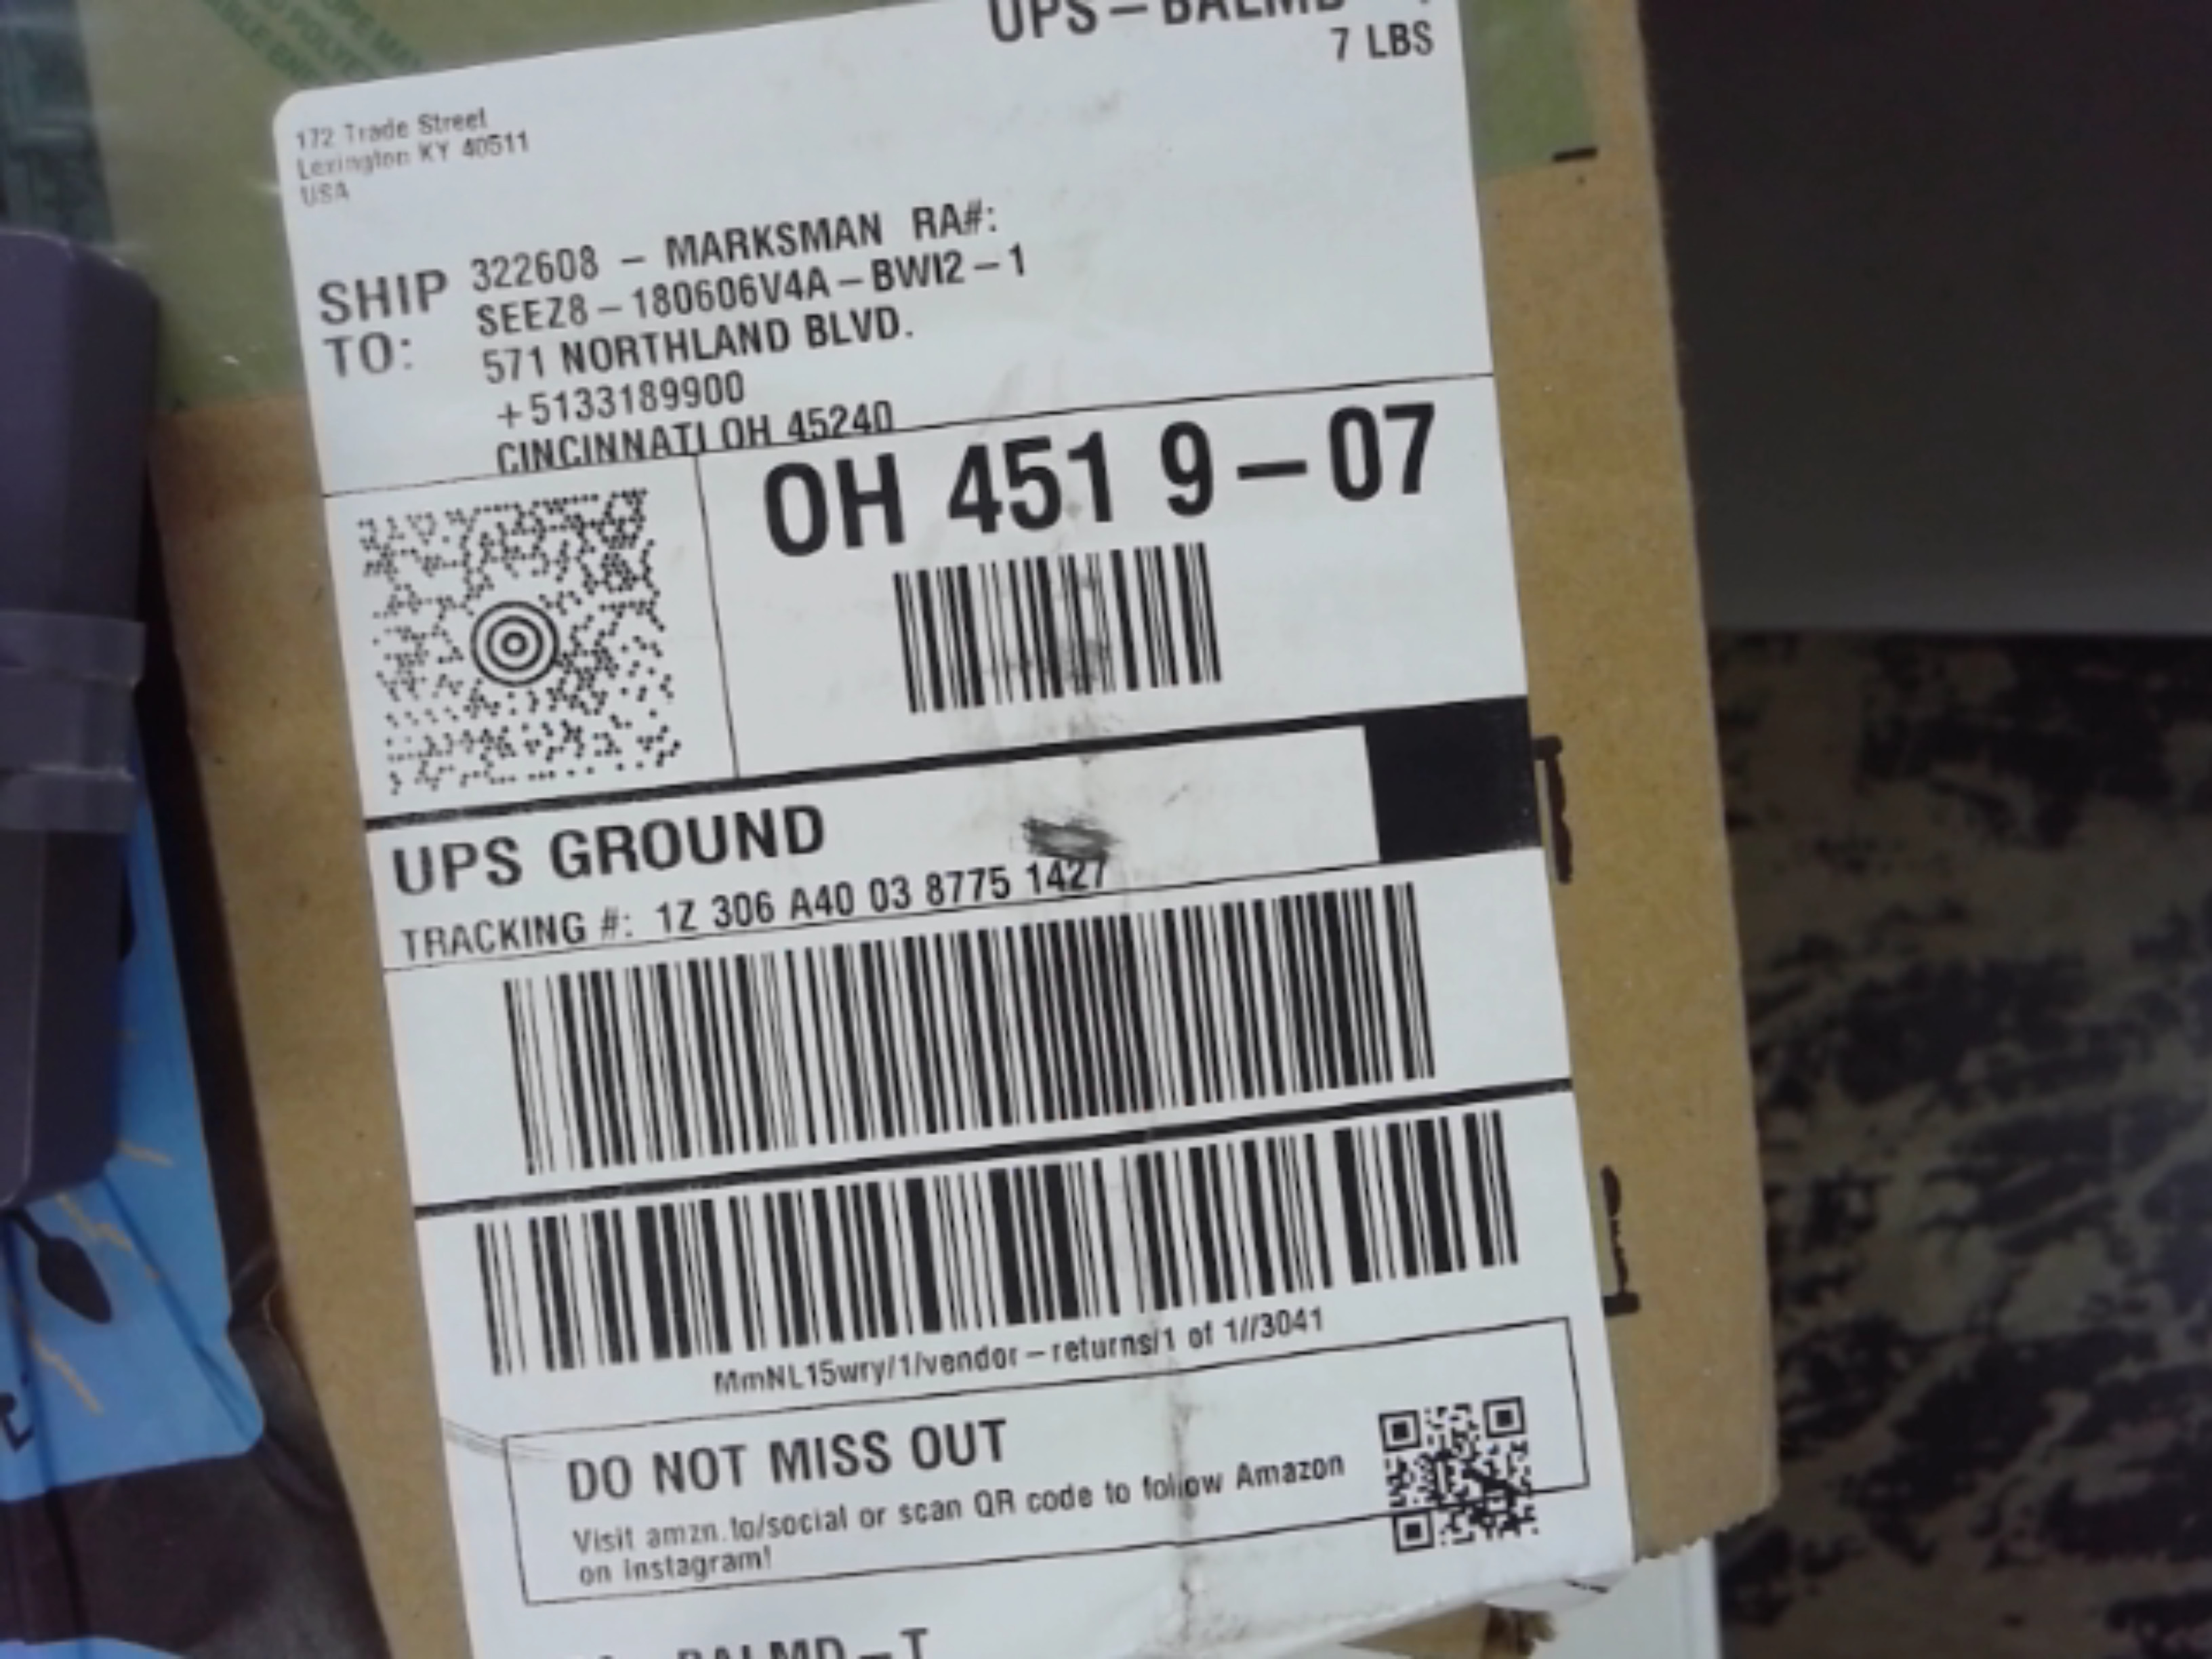 UPS – BALMD
7 LBS
172 Trade Street
Lexington KY 40511
USA
SHIP TO:
322608 – MARKSMAN RA#:
SEEZ8 – 180606V4A – BWI2 – 1
571 NORTHLAND BLVD.
+5133189900
CINCINNATI OH 45240
OH 451 9 – 07
UPS GROUND
TRACKING #: 1Z 306 A40 03 8775 1427
MmNL15wry/1/vendor – returns/1 of 1//3041
DO NOT MISS OUT
Visit amzn.to/social or scan QR code to follow Amazon
on Instagram!
BALMD – T